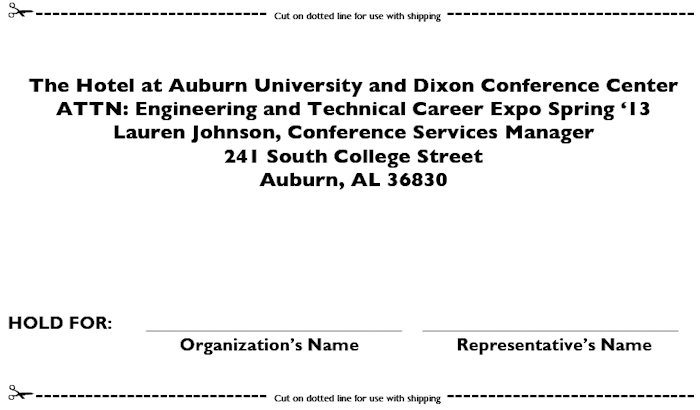 Cut on dotted line for use with shipping
The Hotel at Auburn University and Dixon Conference Center
ATTN: Engineering and Technical Career Expo Spring ‘13
Lauren Johnson, Conference Services Manager
241 South College Street
Auburn, AL 36830
HOLD FOR:
Organization’s Name Representative’s Name
Cut on dotted line for use with shipping